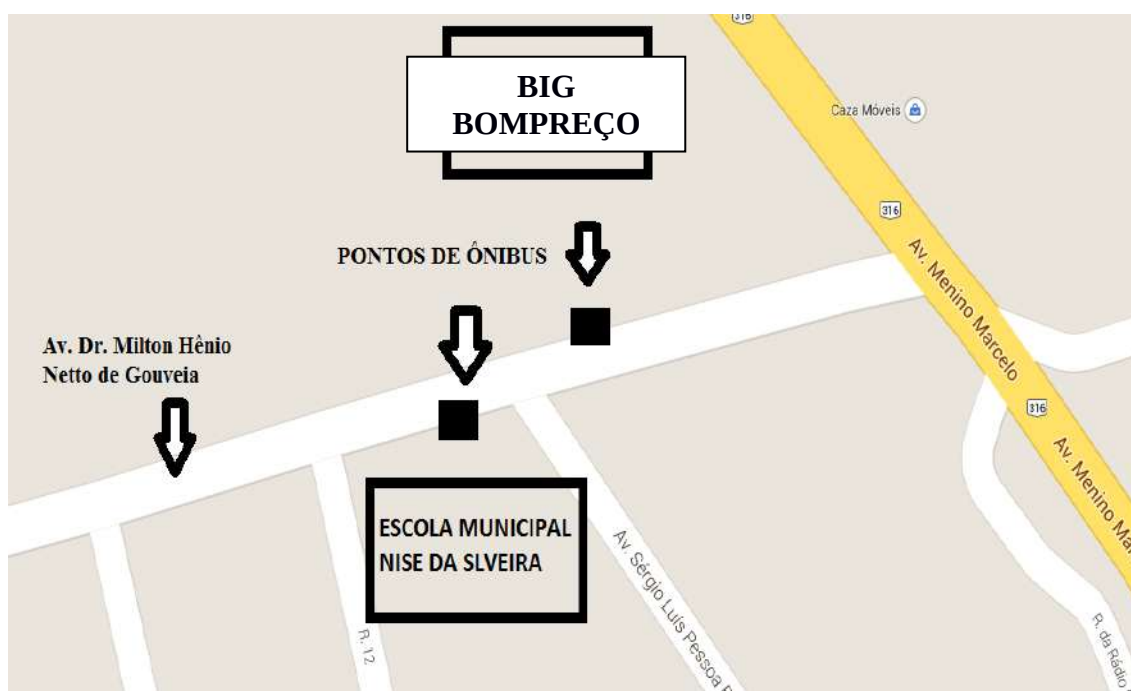 316
BIG
BOMPREÇO
Caza Móveis
316
Av. Menino Marcelo
PONTOS DE ÔNIBUS
Av. Dr. Milton Hênio
Netto de Gouveia
316
Av. Menino Mar
ESCOLA MUNICIPAL
NISE DA SLVEIRA
Av. Sérgio Luís Pessoa
R. 12
R. da Rádio